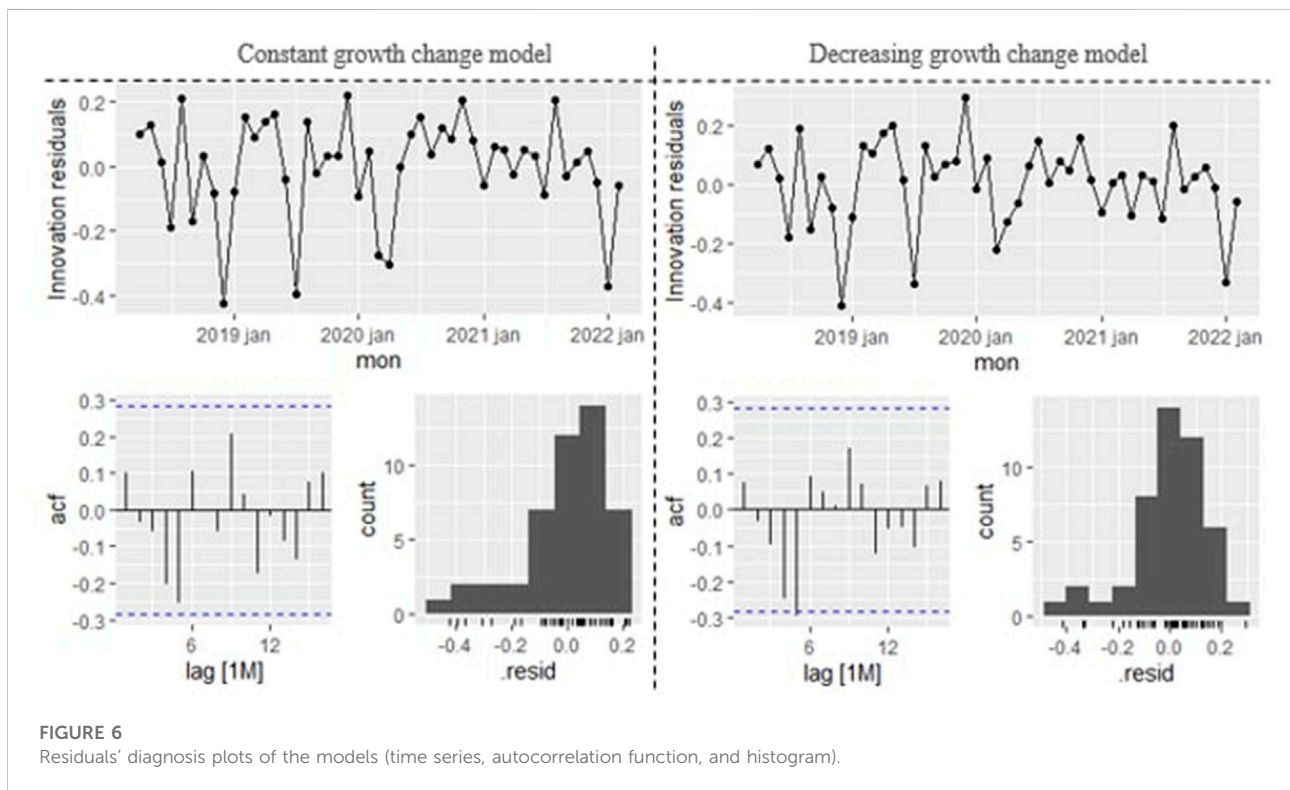 Constant growth change model
Decreasing growth change model
Innovation residuals
0.2
0.0
-0.2
-0.4
2019 jan
2020 jan
2021 jan
2022 jan
mon
Innovation residuals
0.2
0.0
-0.2
-0.4
2019 jan
2020 jan
2021 jan
2022 jan
mon
acf
0.3
0.2
0.1
0.0
-0.1
-0.2
-0.3
6
12
lag [1M]
count
10
5
0
-0.4
-0.2
0.0
0.2
.resid
acf
0.3
0.2
0.1
0.0
-0.1
-0.2
-0.3
6
12
lag [1M]
count
10
5
0
-0.4
-0.2
0.0
0.2
.resid
FIGURE 6
Residuals’ diagnosis plots of the models (time series, autocorrelation function, and histogram).